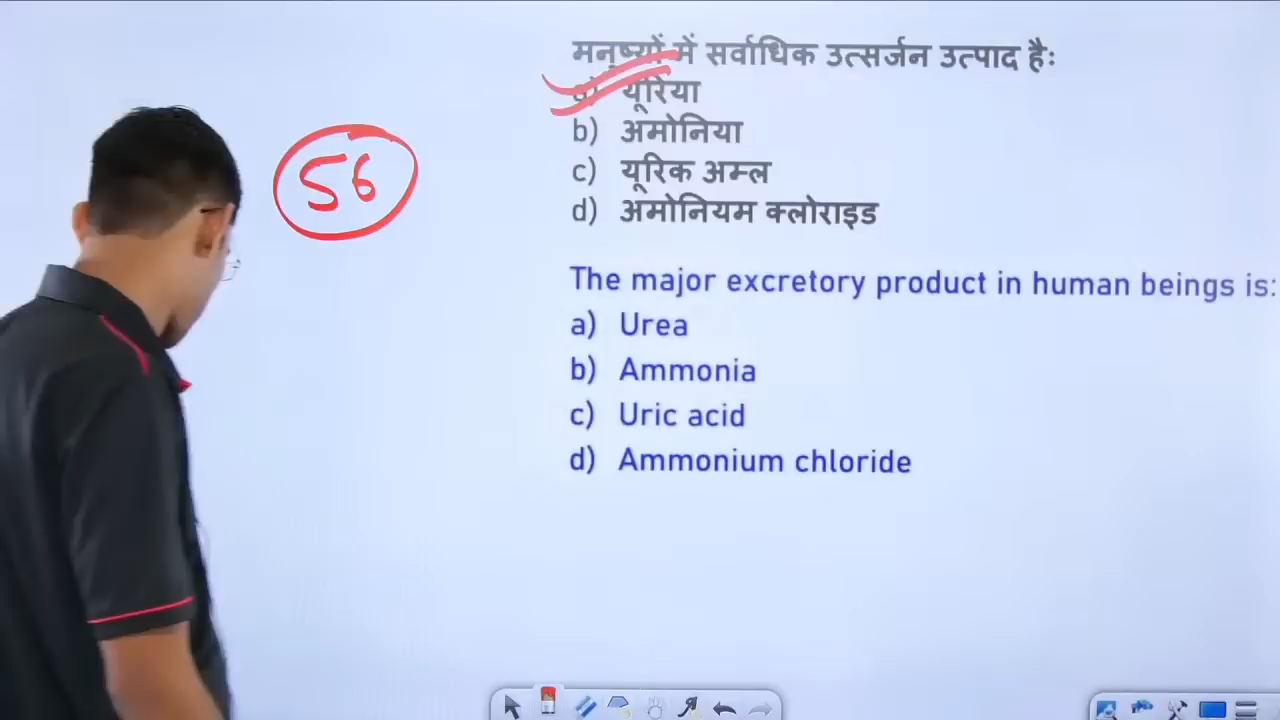 मनुष्यों में सर्वाधिक उत्सर्जन उत्पाद हैः
a) यूरिया
b) अमोनिया
c) यूरिक अम्ल
d) अमोनियम क्लोराइड
56
The major excretory product in human beings is:
a) Urea
b) Ammonia
c) Uric acid
d) Ammonium chloride